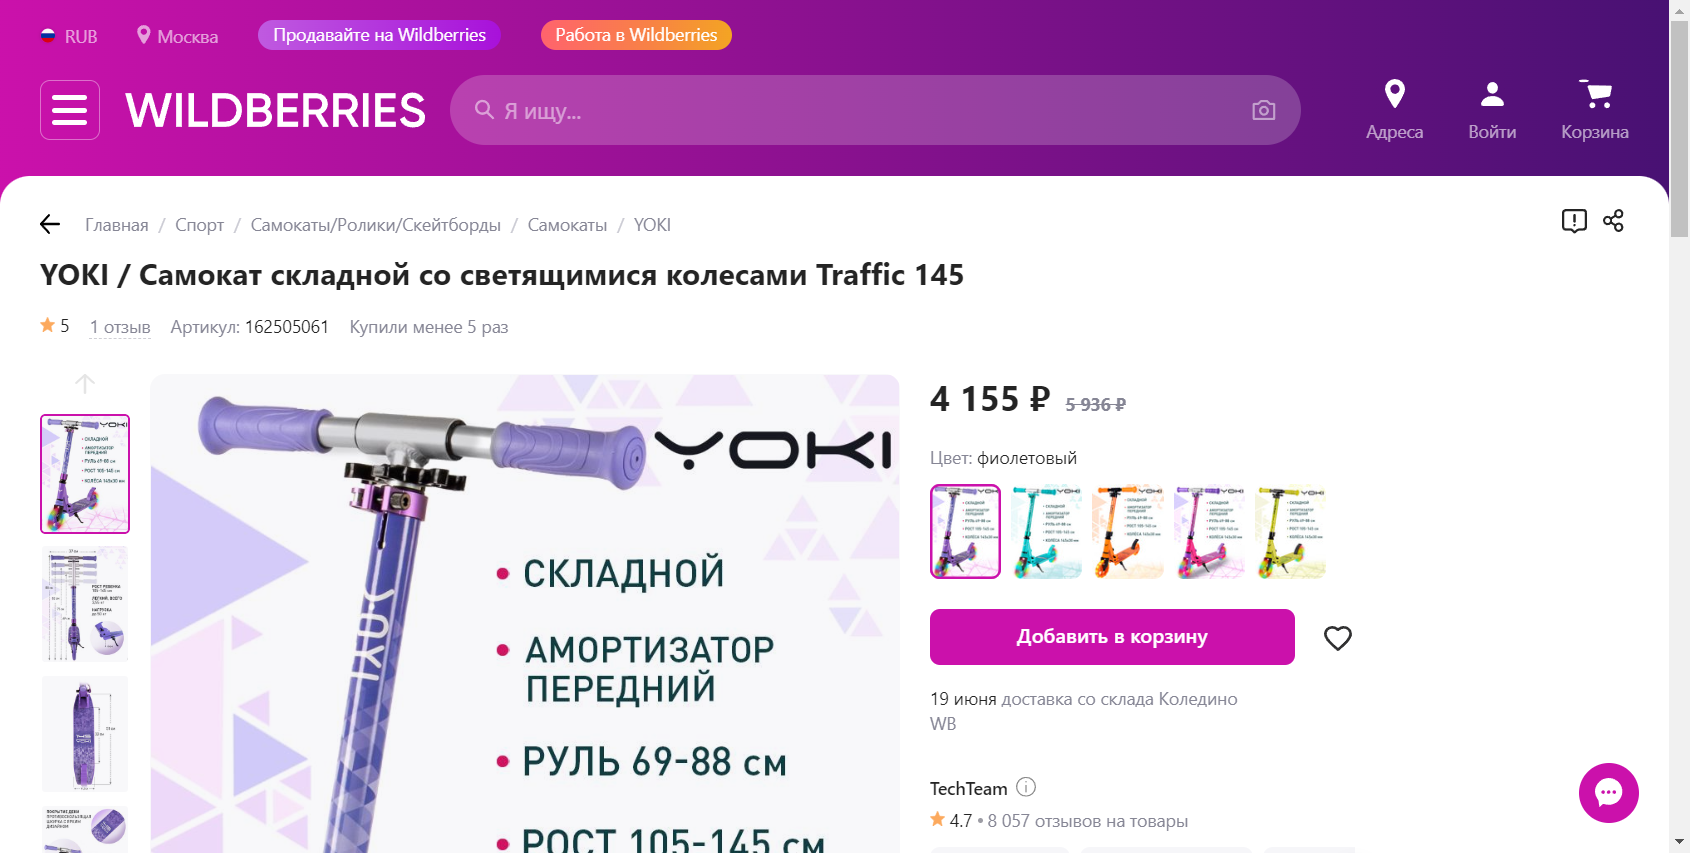 RUB
Москва
Продавайте на Wildberries
Работа в Wildberries
WILDBERRIES
Я ищу...
Адреса
Войти
Корзина
Главная / Спорт / Самокаты/Ролики/Скейтборды / Самокаты / YOKI
YOKI / Самокат складной со светящимися колесами Traffic 145
5
1 отзыв
Артикул: 162505061
Купили менее 5 раз
YOKI
YOKI
• СКЛАДНОЙ
• АМОРТИЗАТОР
ПЕРЕДНИЙ
• РУЛЬ 69-88 см
• РОСТ 105-145 см
4 155 ₽
5 936 ₽
Цвет: фиолетовый
Добавить в корзину
19 июня доставка со склада Коледино
WB
TechTeam
4.7 • 8 057 отзывов на товары